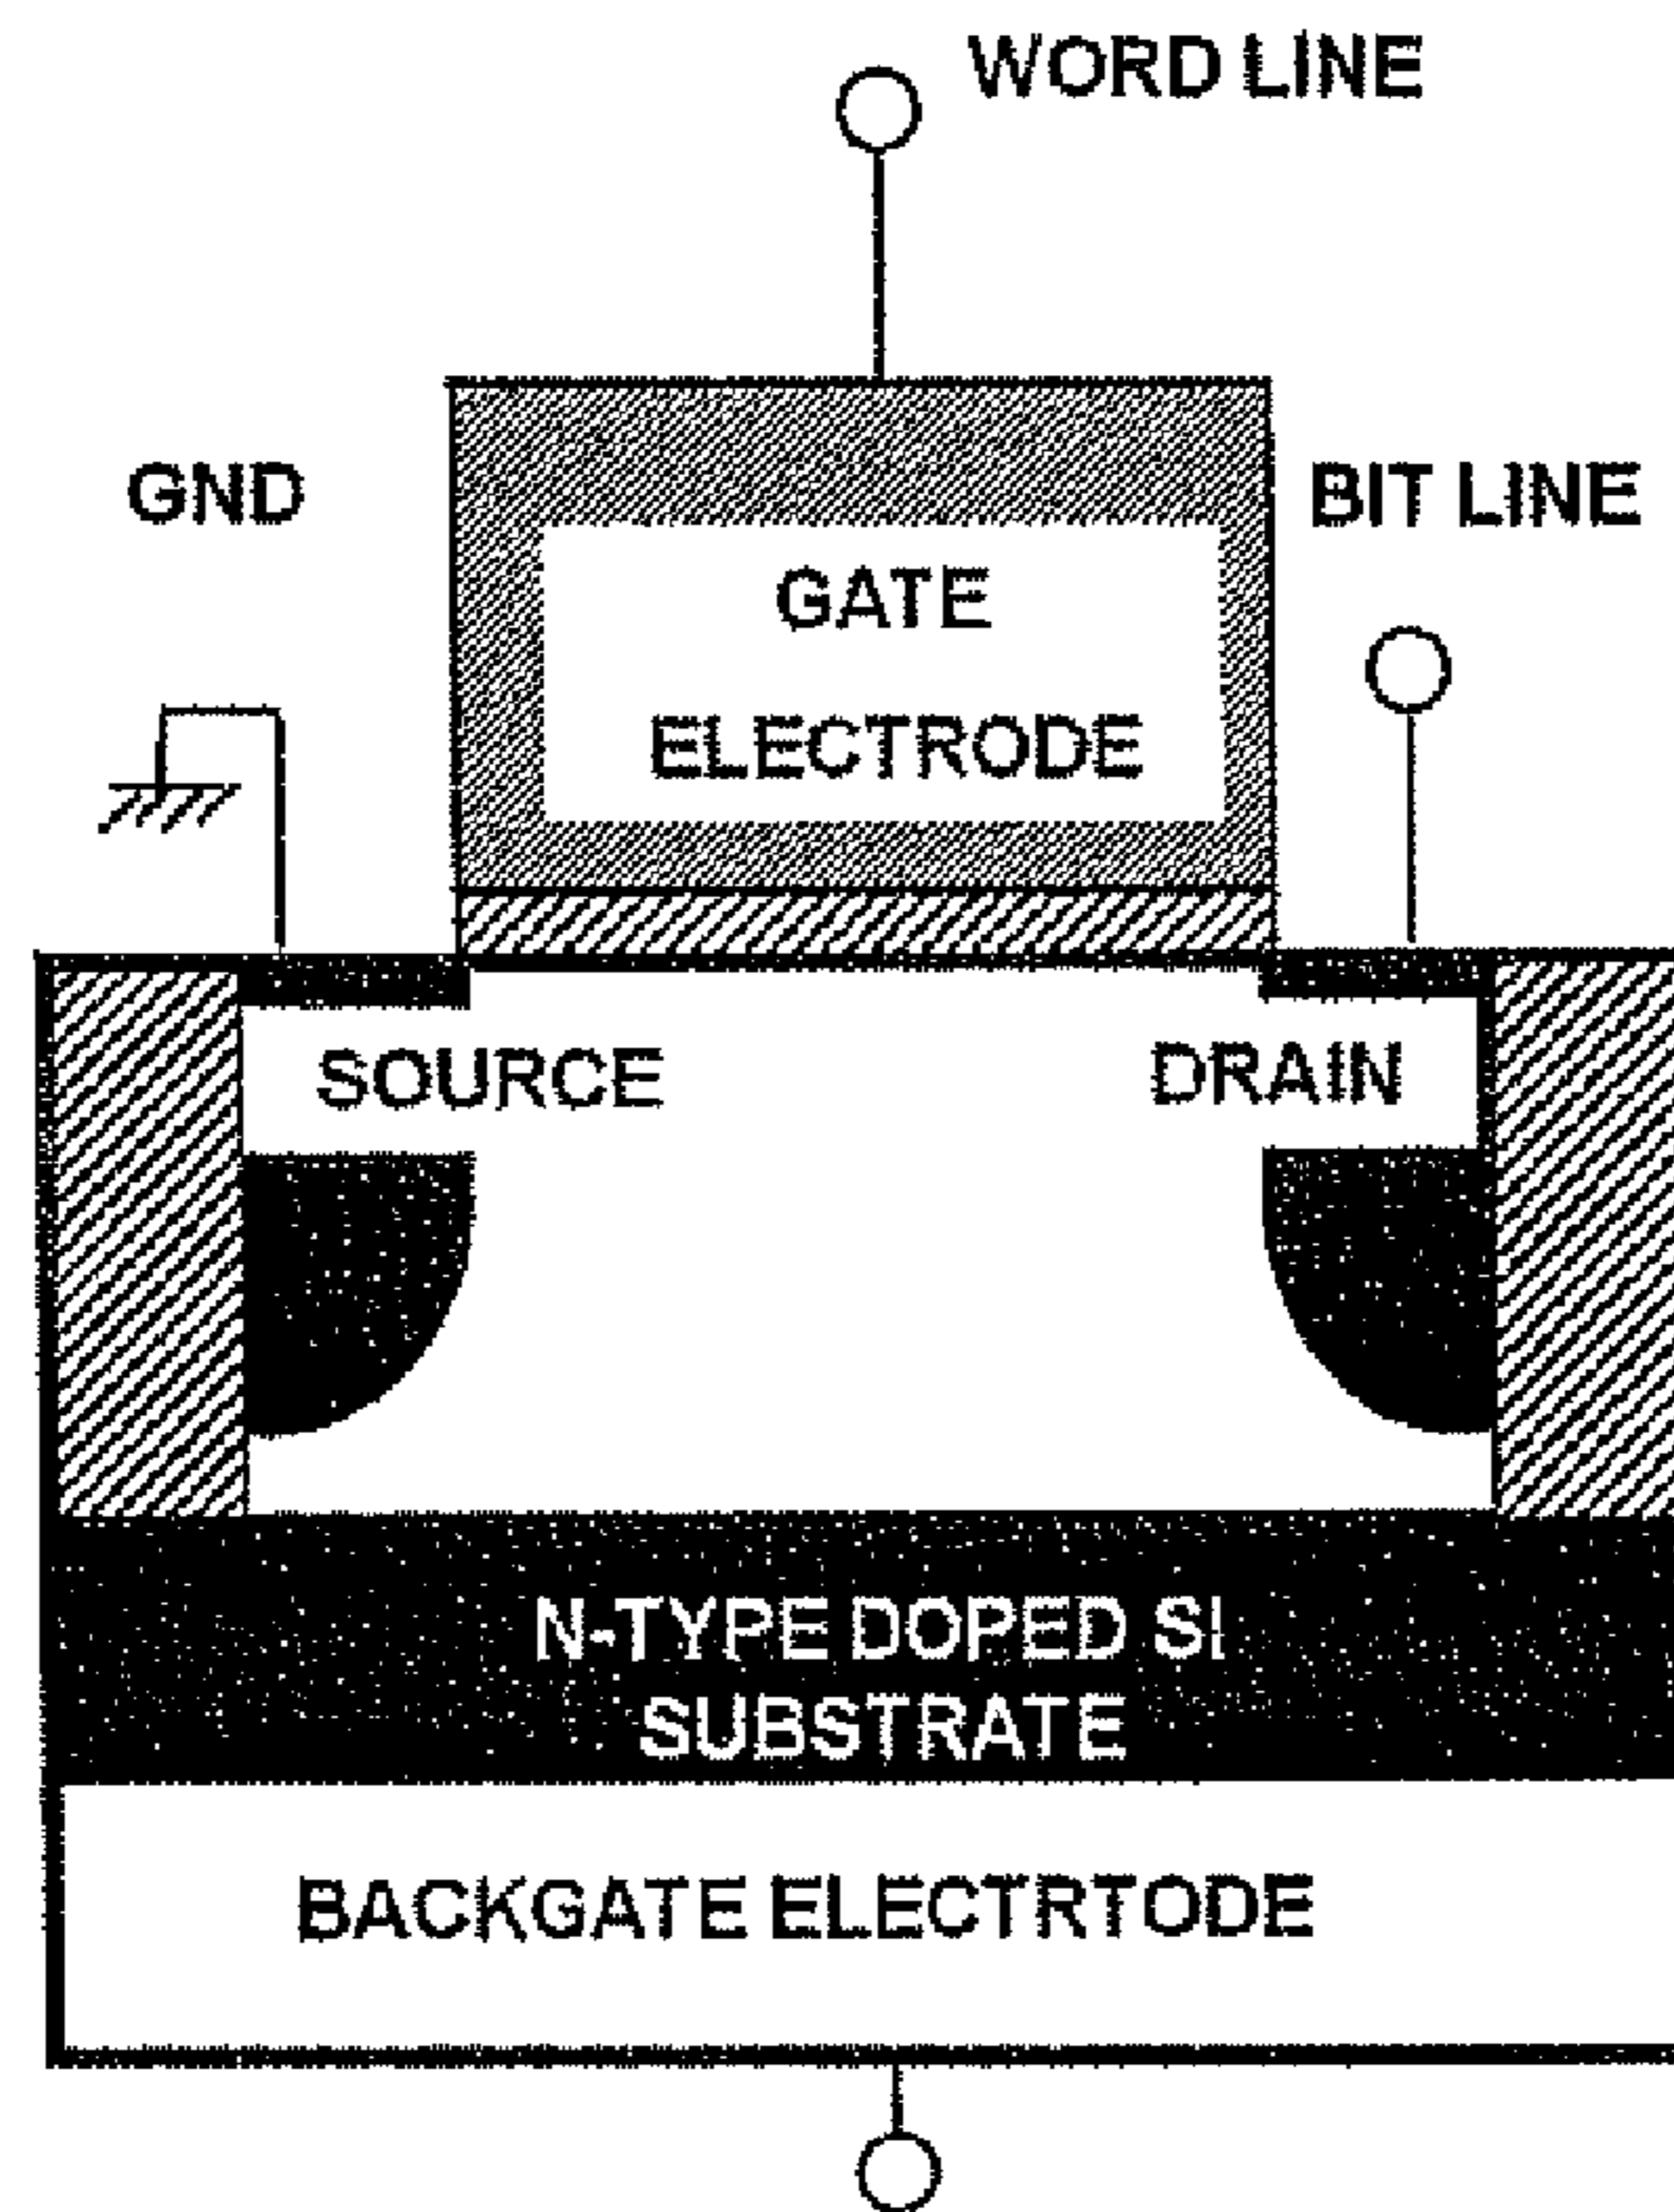 WORD LINE
GND
BIT LINE
GATE
ELECTRODE
SOURCE
DRAIN
N-TYPE DOPED SI
SUBSTRATE
BACKGATE ELECTRTODE